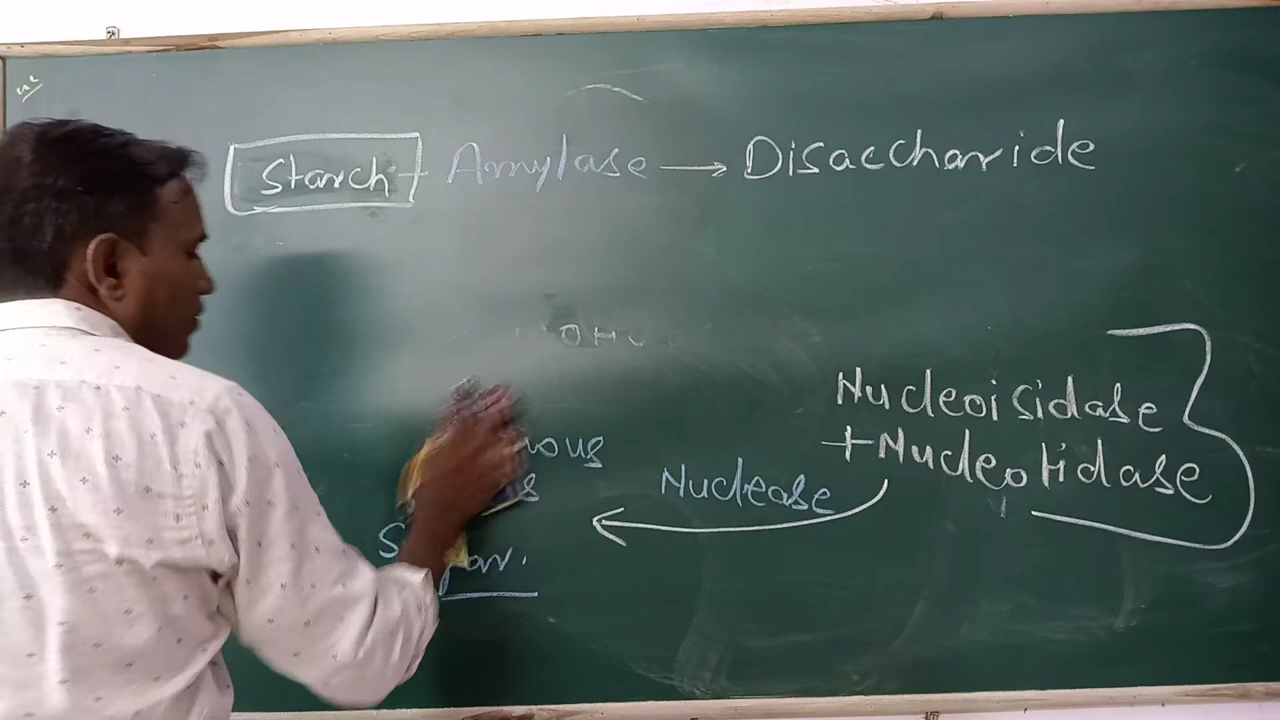 Starch + Amylase → Disaccharide
Nucleoisidase
+ Nucleotidase
Nuclease